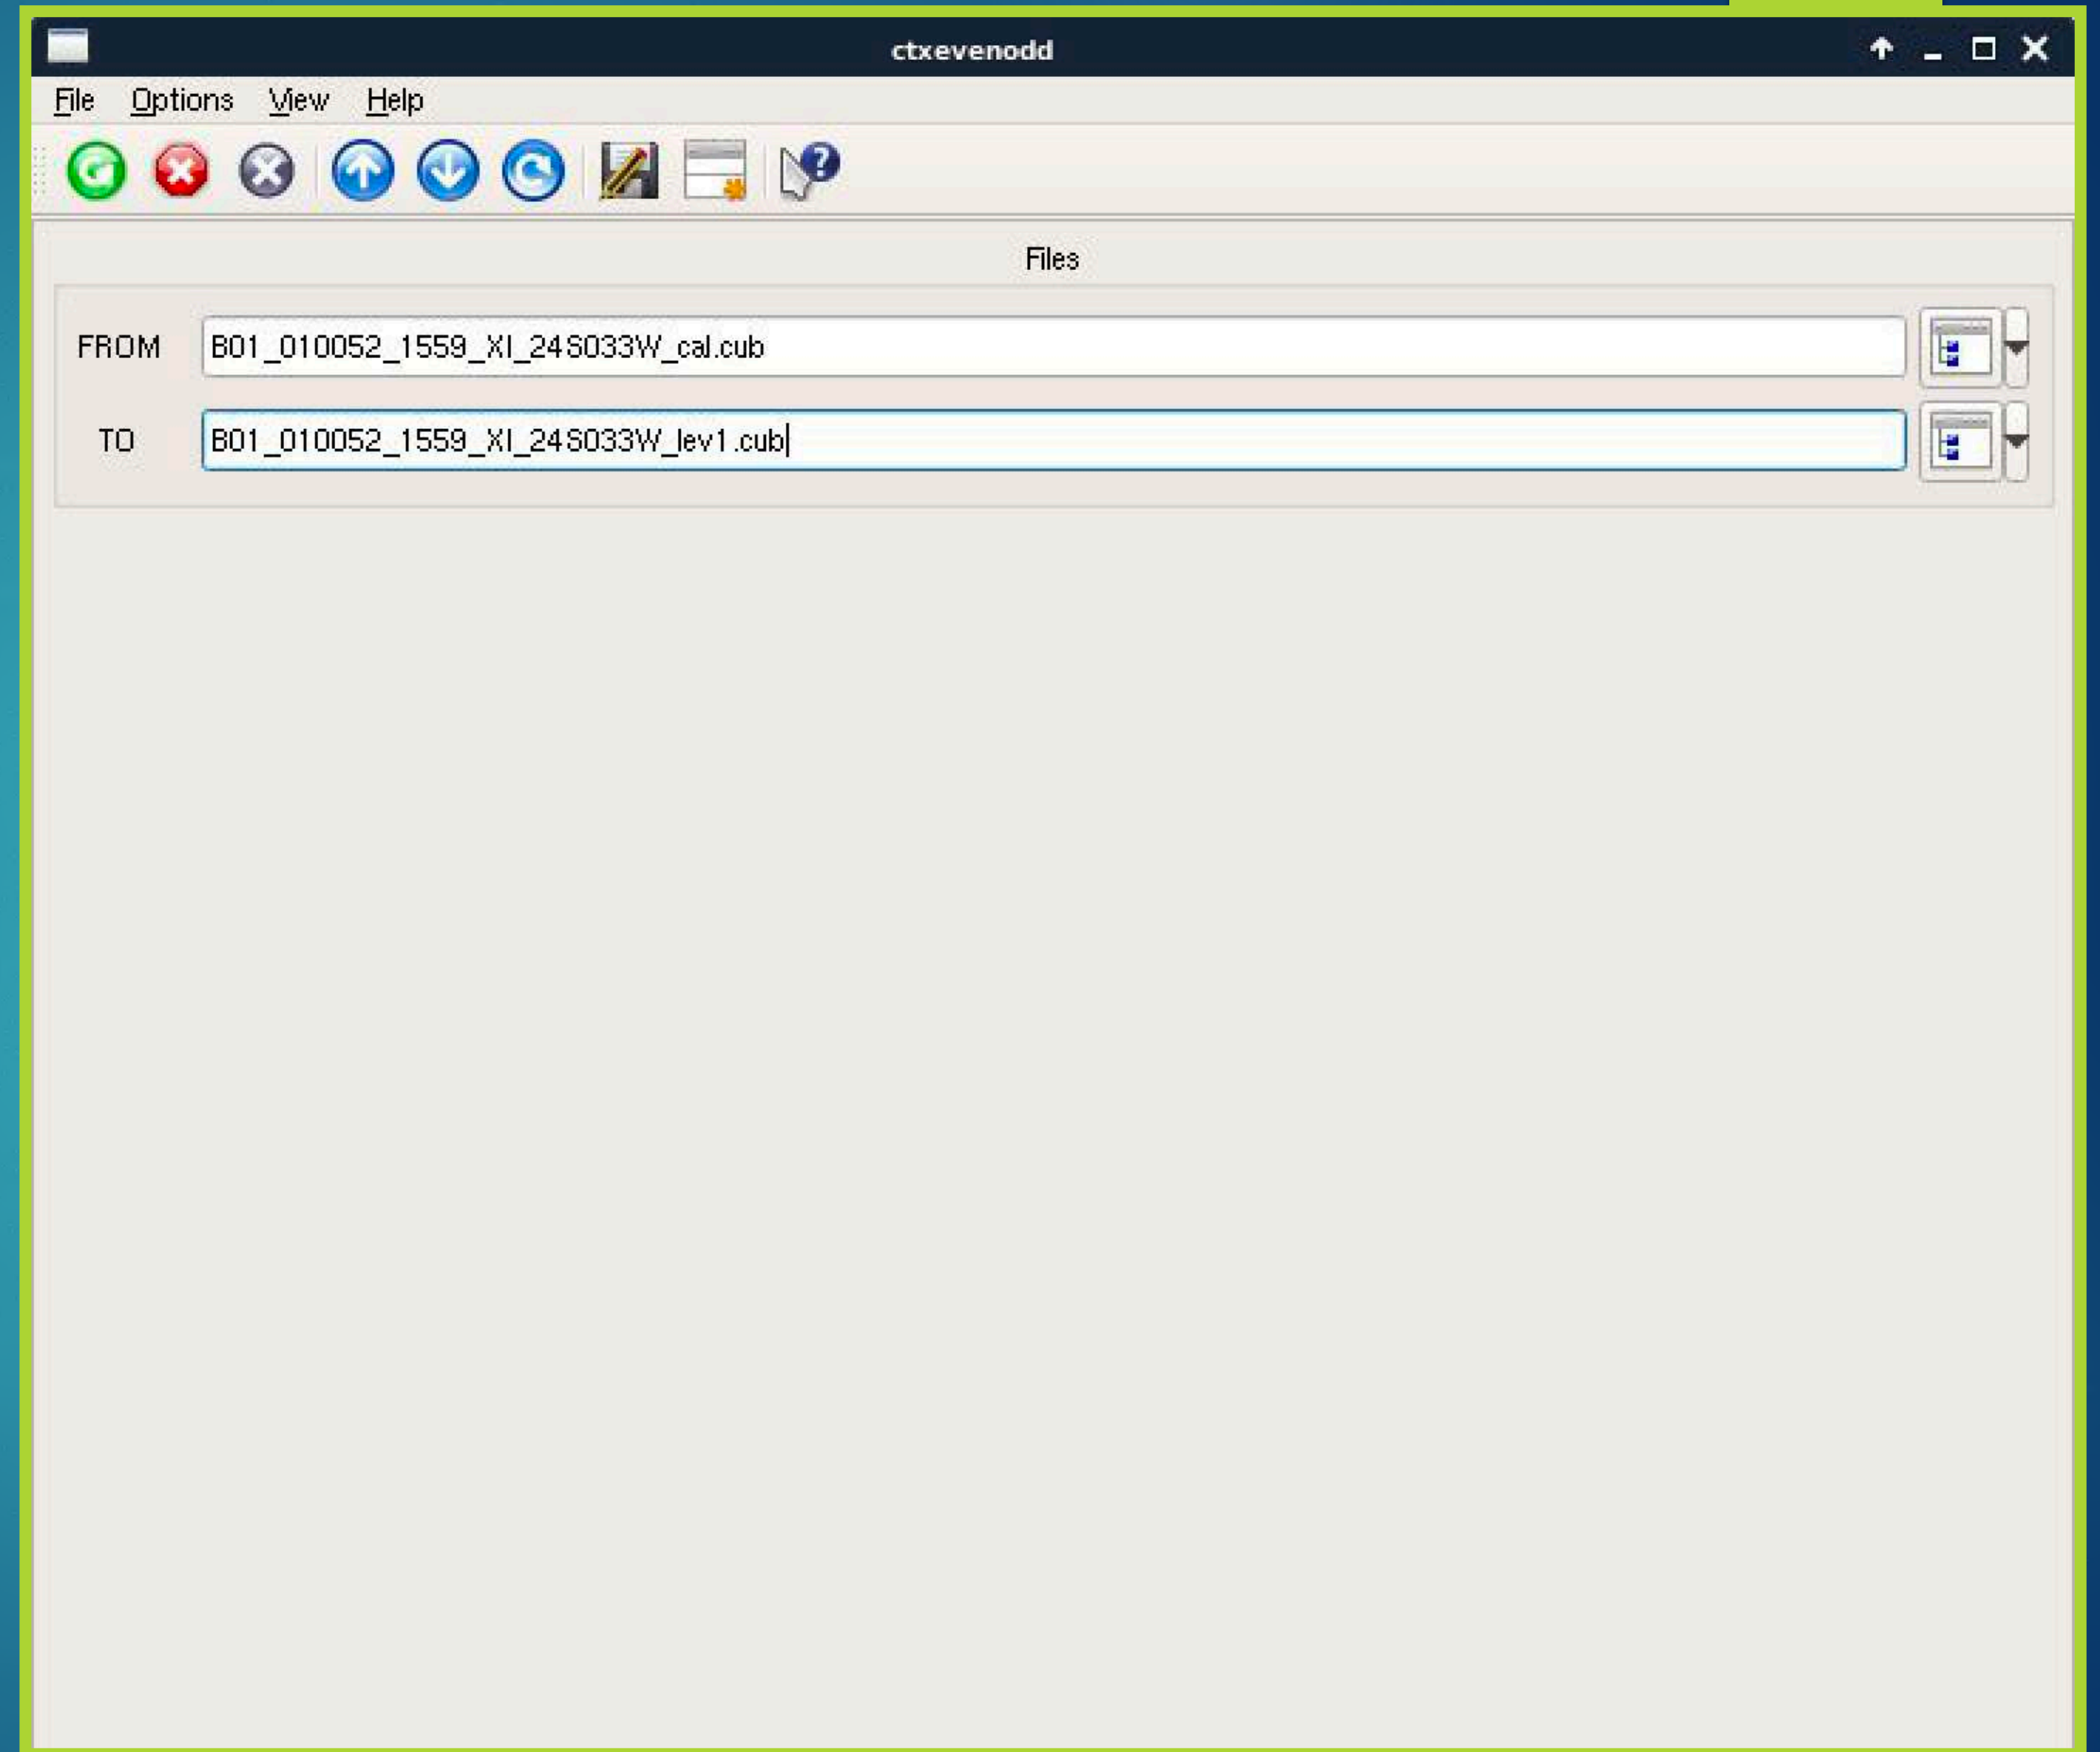 ctxevenodd
File Options View Help
Files
FROM B01_010052_1559_XI_24S033W_cal.cub
TO B01_010052_1559_XI_24S033W_lev1.cub